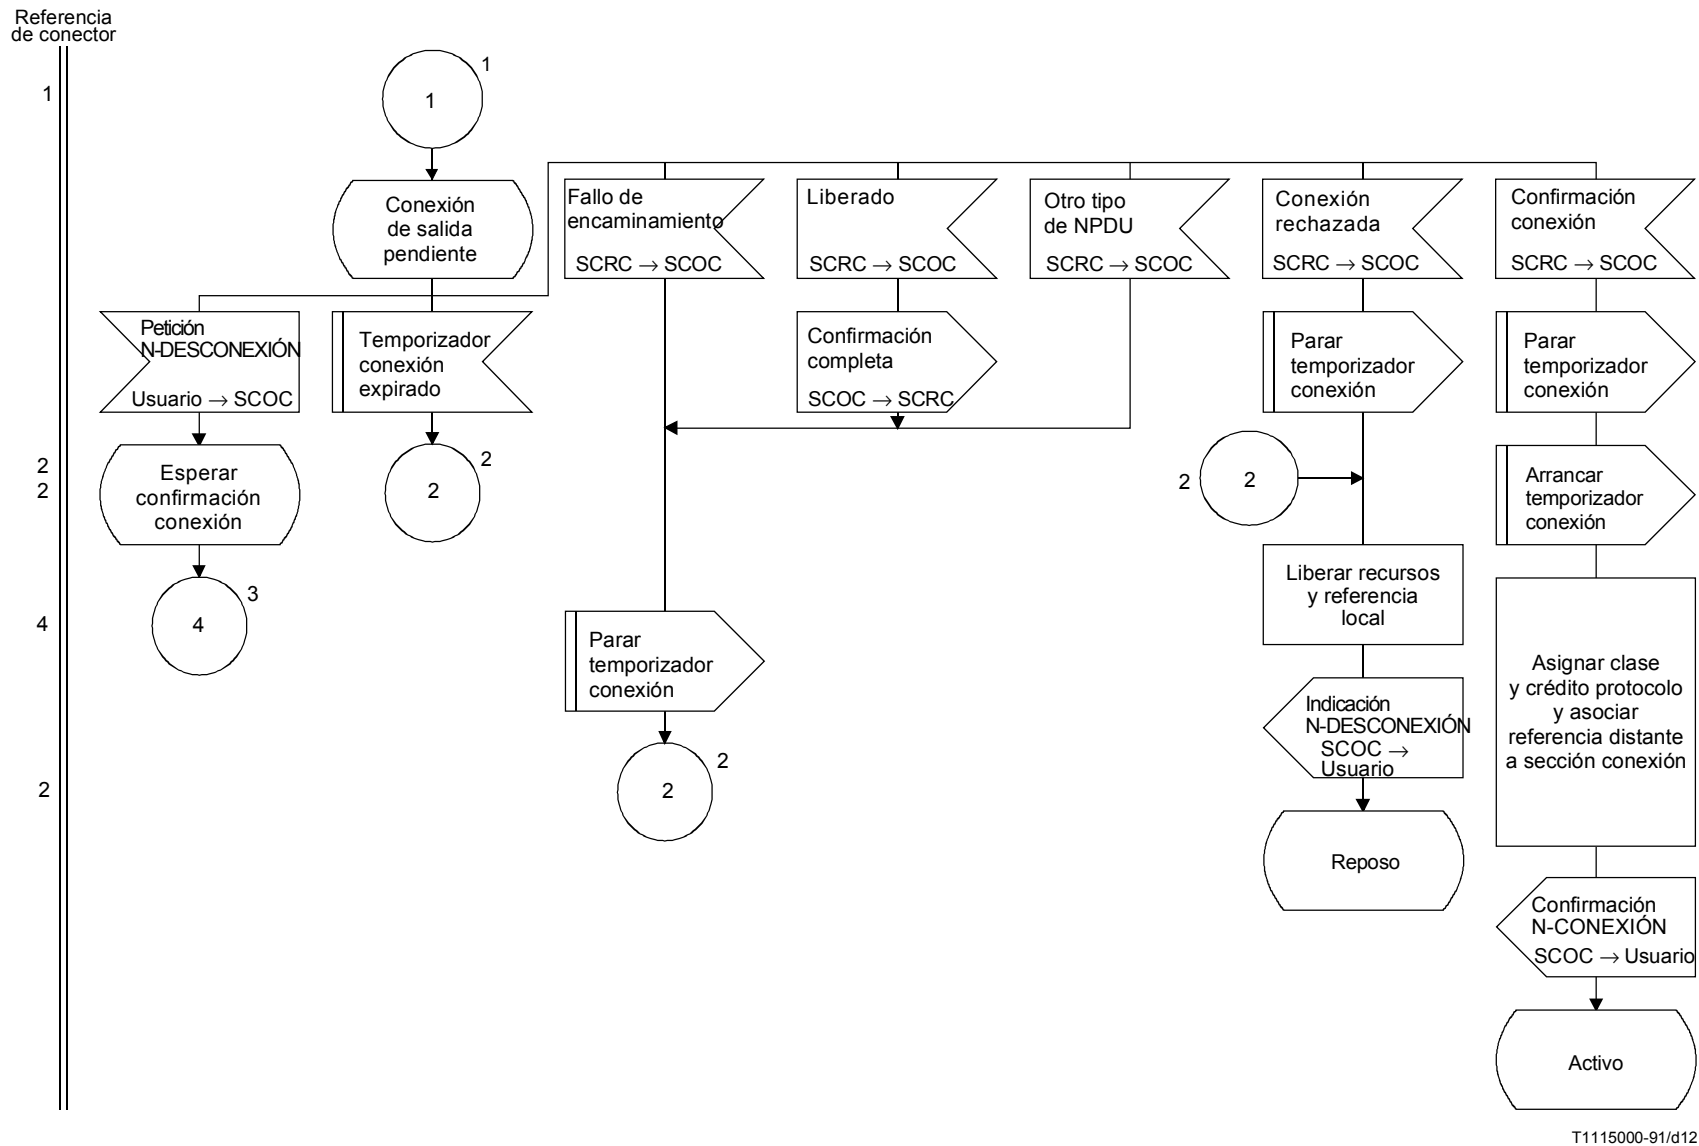 Referencia
de conector
1
1
1
Conexión
de salida
pendiente
Fallo de
encaminamiento
SCRC → SCOC
Liberado
SCRC → SCOC
Otro tipo
de NPDU
SCRC → SCOC
Conexión
rechazada
SCRC → SCOC
Confirmación
conexión
SCRC → SCOC
Petición
N-DESCONEXIÓN
Usuario → SCOC
Temporizador
conexión
expirado
Confirmación
completa
SCOC → SCRC
Parar
temporizador
conexión
Parar
temporizador
conexión
2
2
Esperar
confirmación
conexión
2
2
2
2
Arrancar
temporizador
conexión
4
4
3
Parar
temporizador
conexión
Liberar recursos
y referencia
local
Asignar clase
y crédito protocolo
y asociar
referencia distante
a sección conexión
Indicación
N-DESCONEXIÓN
SCOC →
Usuario
2
2
2
Reposo
Confirmación
N-CONEXIÓN
SCOC → Usuario
Activo
T1115000-91/d12